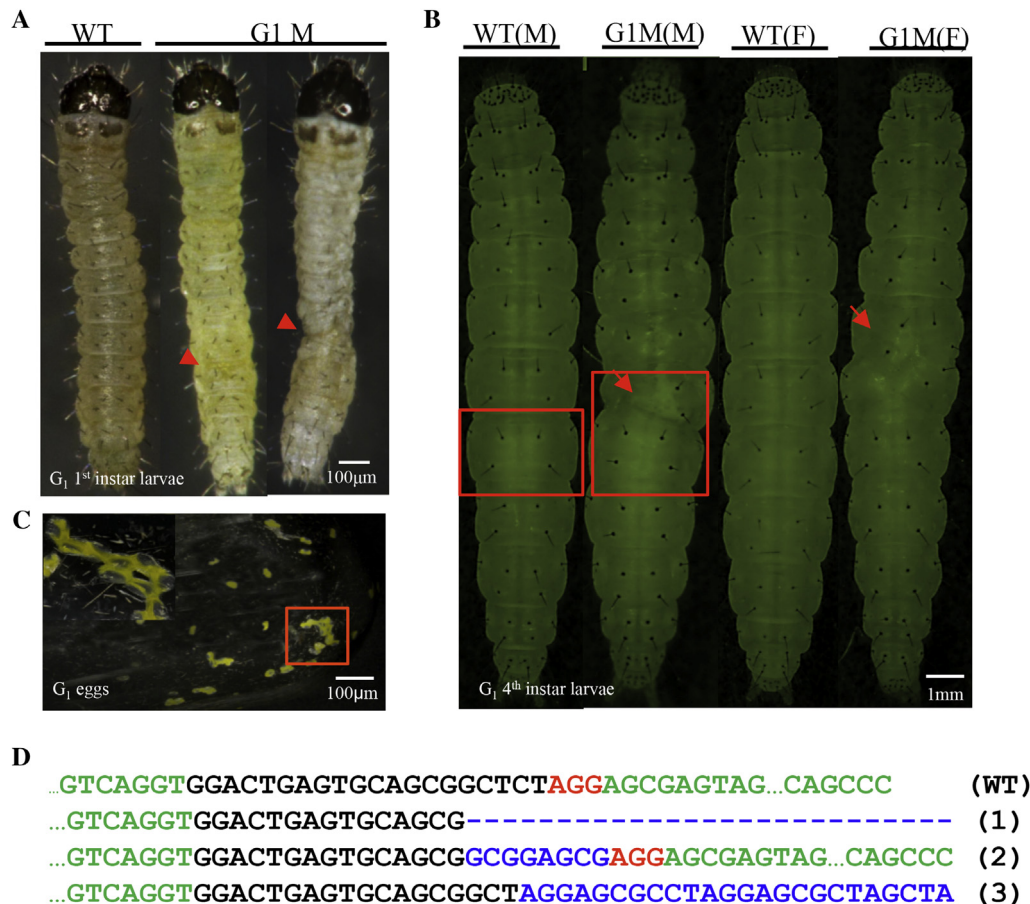 A
WT
G1 M
G₁ 1ˢᵗ instar larvae
100μm
B
WT(M)
G1M(M)
WT(F)
G1M(F)
G₁ 4ᵗʰ instar larvae
1mm
C
G₁ eggs
100μm
D
…GTCAGGTGGACTGAGTGCAGCGGCTCTAGGAGCGAGTAG…CAGCCC (WT)
…GTCAGGTGGACTGAGTGCAGCG---------------------------- (1)
…GTCAGGTGGACTGAGTGCAGCGGCGGAGCGAGGAGCGAGTAG…CAGCCC (2)
…GTCAGGTGGACTGAGTGCAGCGGCTAGGAGCGCCTAGGAGCGCTAGCTA (3)